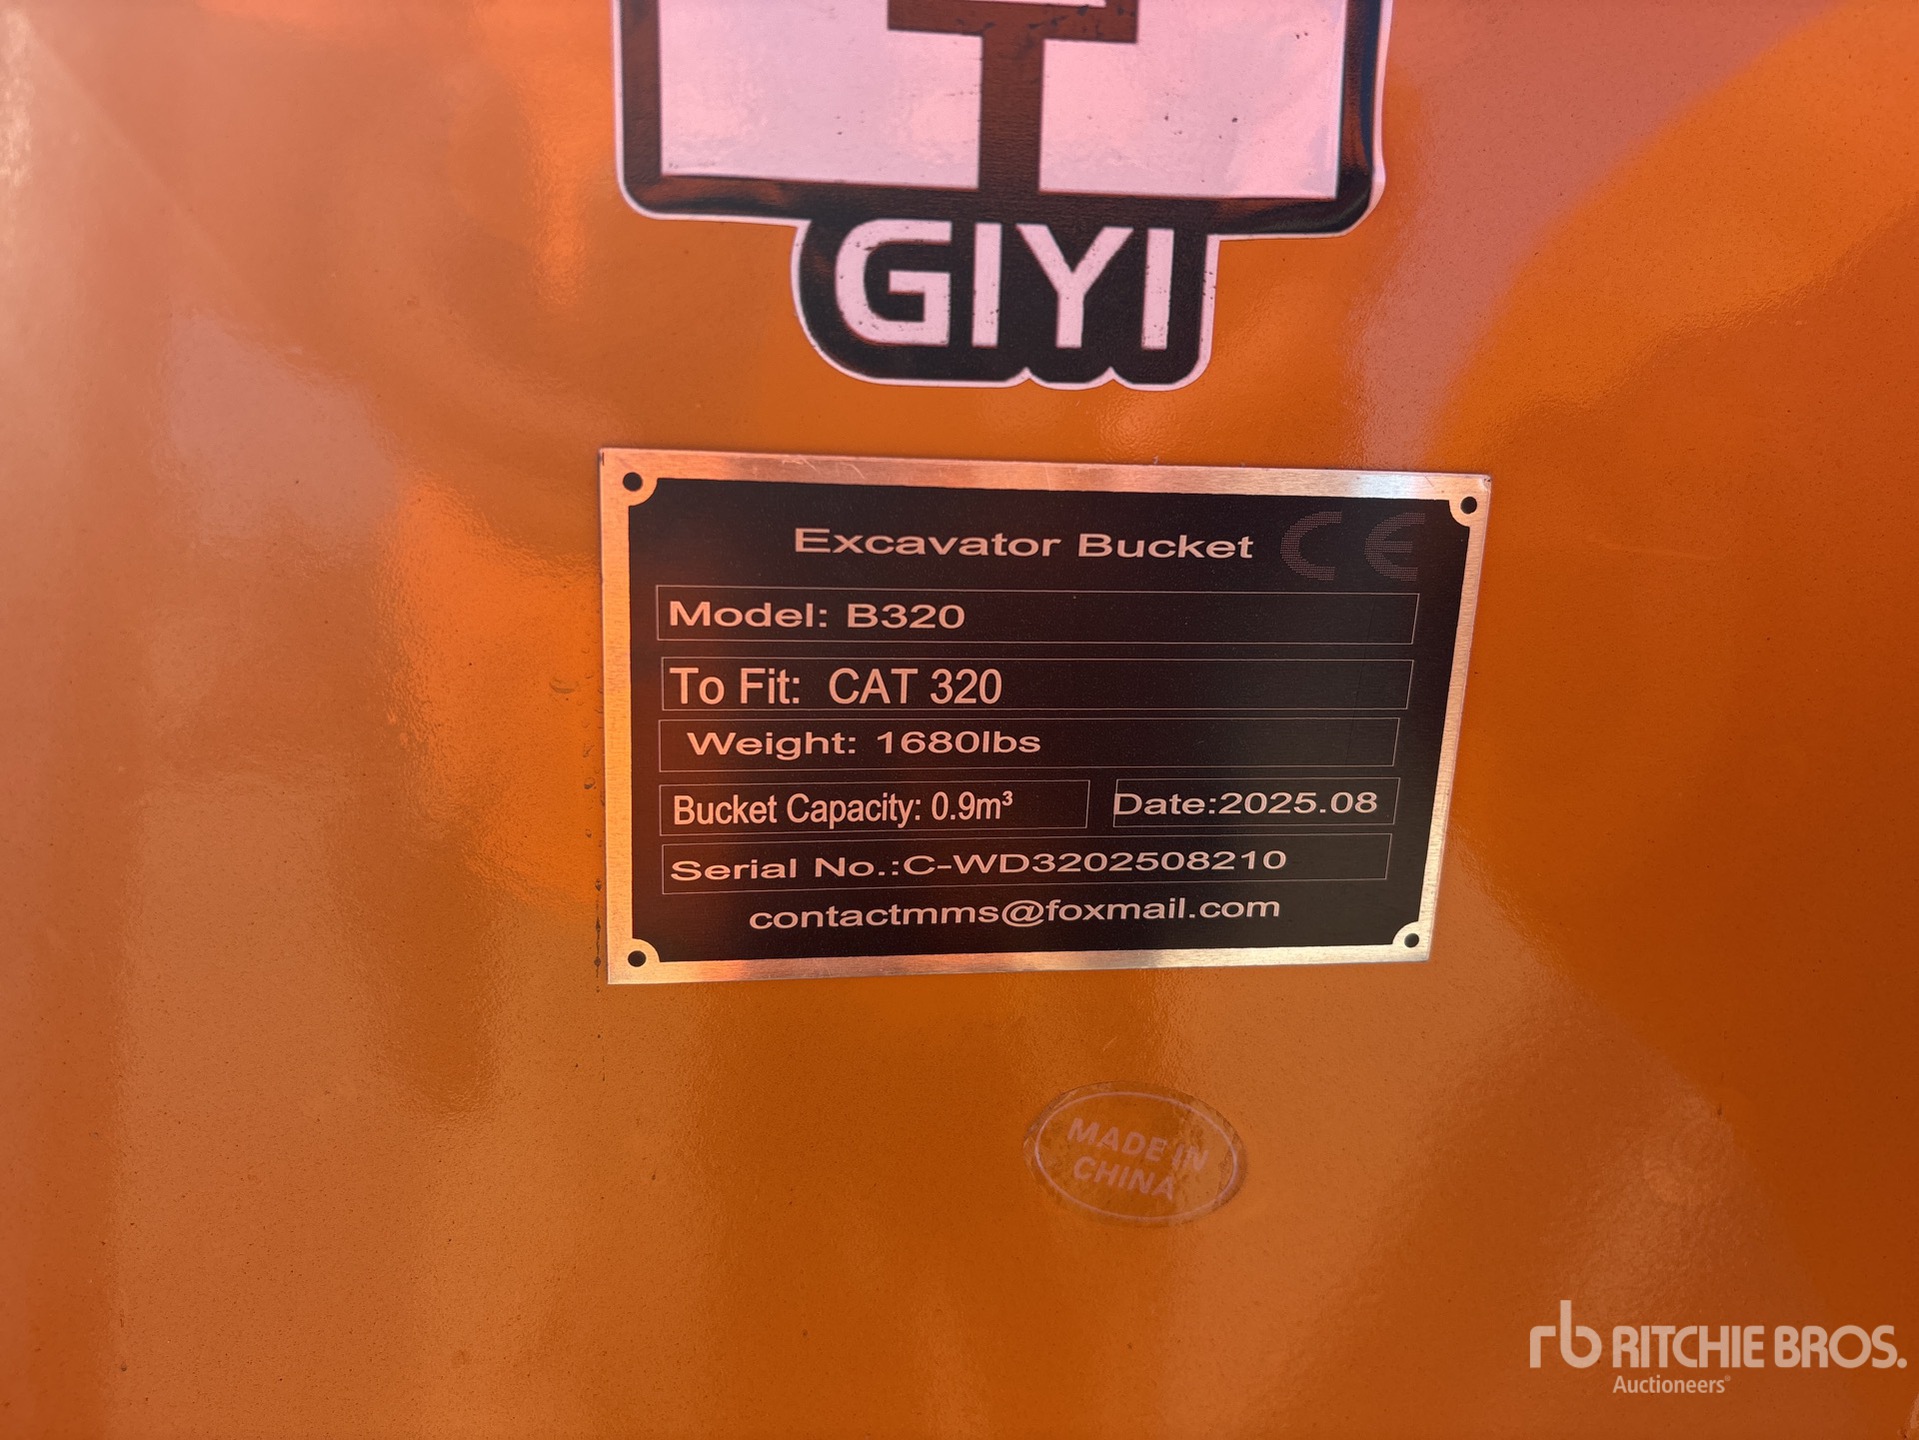 GIYI
Excavator Bucket CE
Model: B320
To Fit: CAT 320
Weight: 1680lbs
Bucket Capacity: 0.9m³
Date:2025.08
Serial No.:C-WD3202508210
contactmms@foxmail.com
MADE IN
CHINA
rb RITCHIE BROS.
Auctioneers®